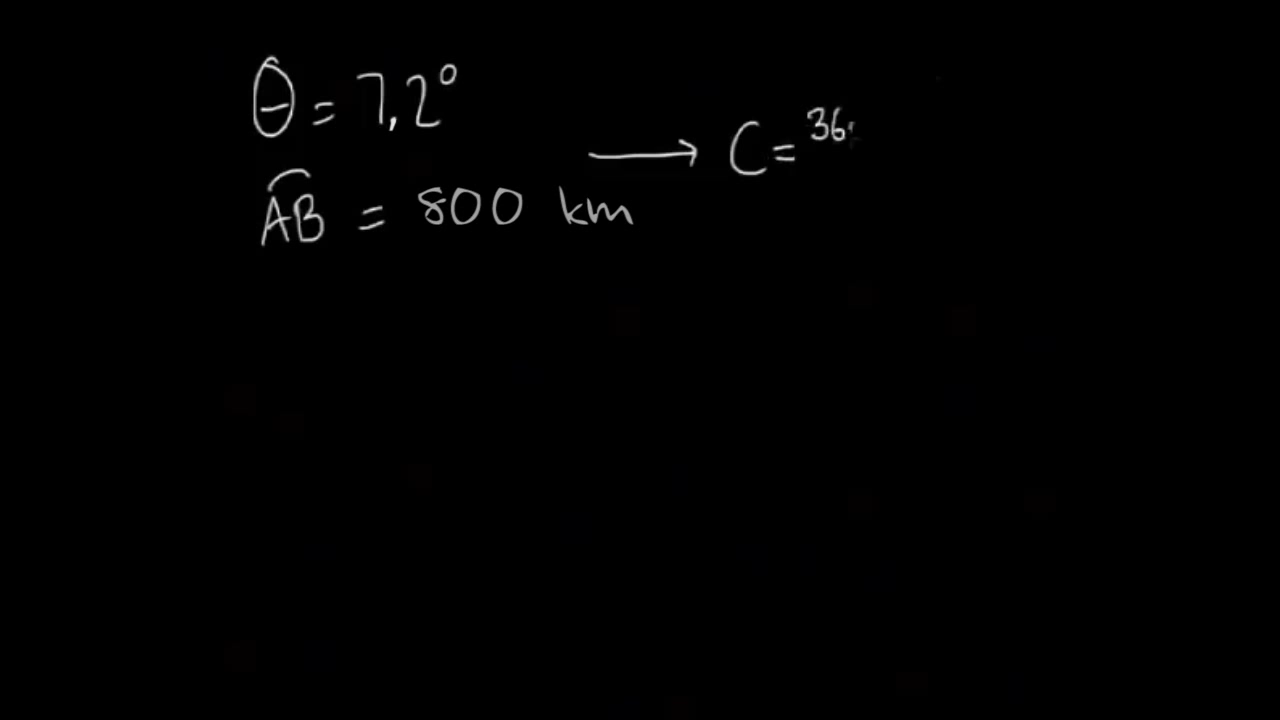 θ = 7,2°
⟶ C = 36
A͡B = 800 km